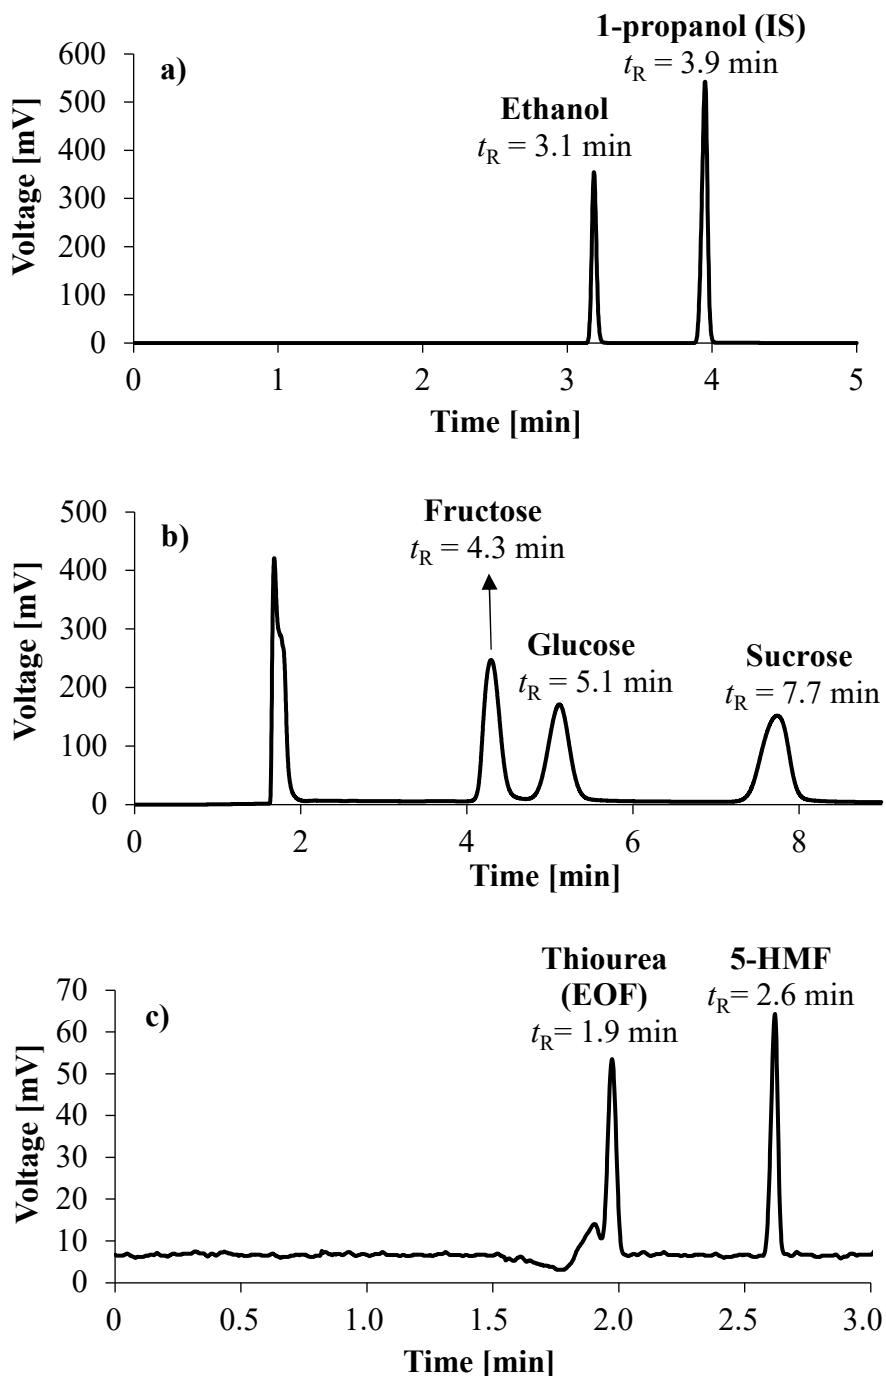 1-propanol (IS)
tR = 3.9 min
a)
Ethanol
tR = 3.1 min
600
500
400
300
200
100
0
Voltage [mV]
0 1 2 3 4 5
Time [min]
b)
Fructose
tR = 4.3 min
Glucose
tR = 5.1 min
Sucrose
tR = 7.7 min
500
400
300
200
100
0
Voltage [mV]
0 2 4 6 8
Time [min]
c)
Thiourea
(EOF)
tR= 1.9 min
5-HMF
tR= 2.6 min
70
60
50
40
30
20
10
0
Voltage [mV]
0 0.5 1.0 1.5 2.0 2.5 3.0
Time [min]